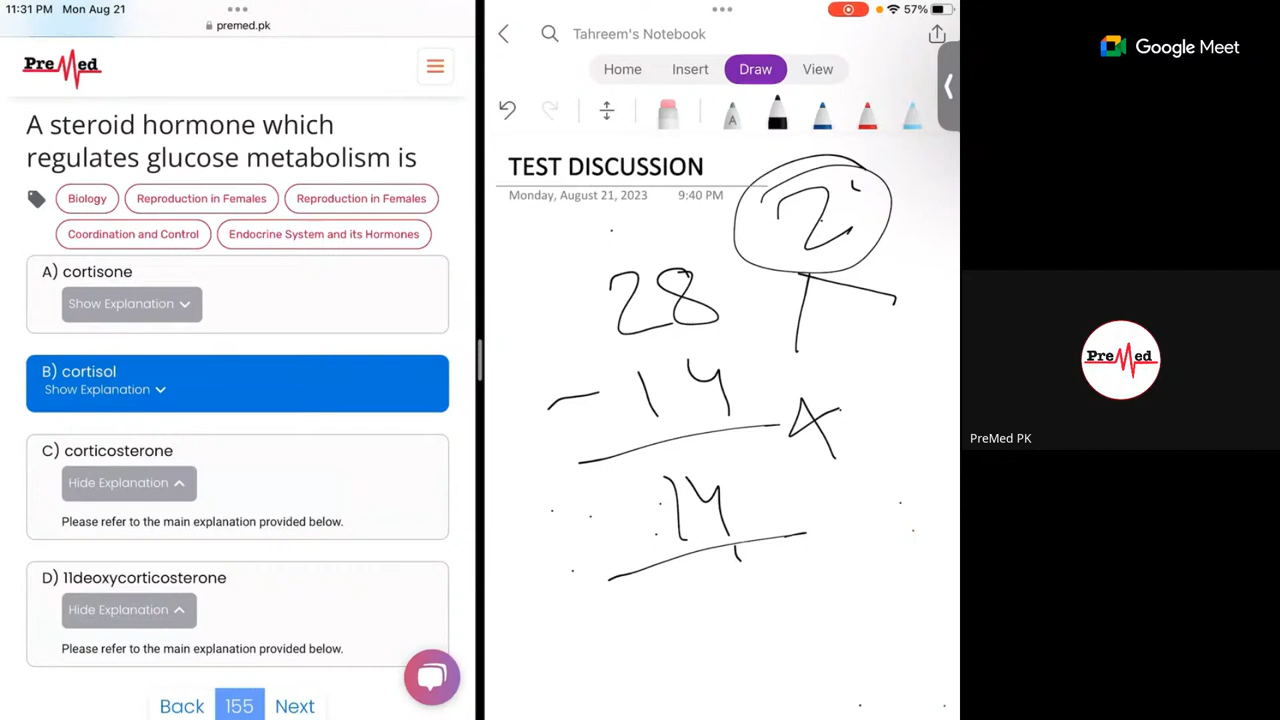 11:31 PM Mon Aug 21
premed.pk
PreMed
A steroid hormone which
regulates glucose metabolism is
Biology
Reproduction in Females
Reproduction in Females
Coordination and Control
Endocrine System and its Hormones
A) cortisone
Show Explanation
B) cortisol
Show Explanation
C) corticosterone
Hide Explanation
Please refer to the main explanation provided below.
D) 11deoxycorticosterone
Hide Explanation
Please refer to the main explanation provided below.
Back 155 Next
57%
Tahreem's Notebook
Home Insert Draw View
A
TEST DISCUSSION
Monday, August 21, 2023 9:40 PM
2
28
- 14
14
Google Meet
PreMed
PreMed PK